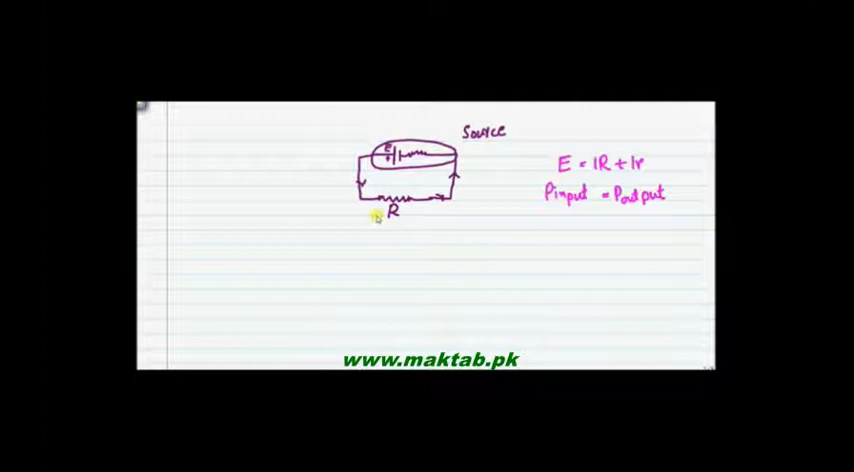 Source
E
E = IR + Ir
Pinput = Poutput
R
www.maktab.pk